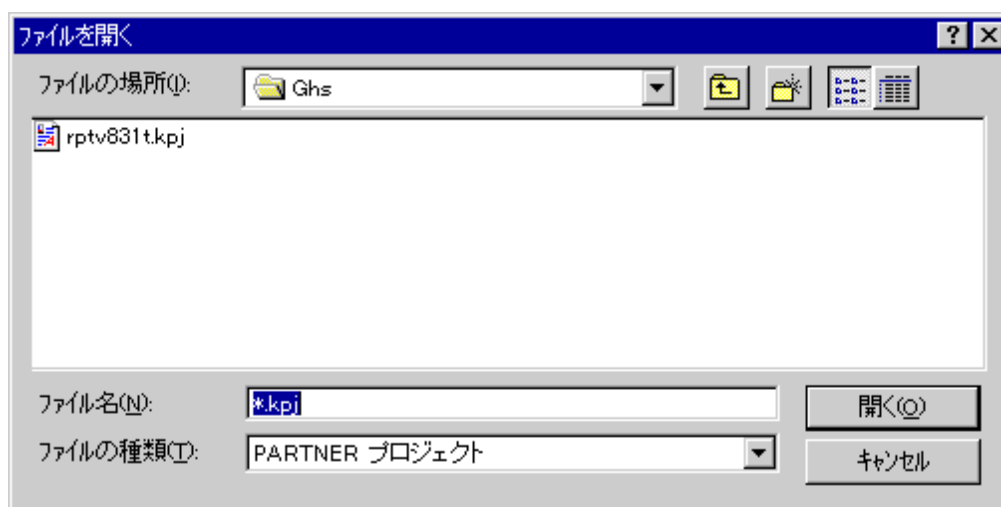 ファイルを開く
ファイルの場所(I): Ghs
rptv831t.kpj
ファイル名(N): *.kpj 開く(O)
ファイルの種類(T): PARTNER プロジェクト キャンセル